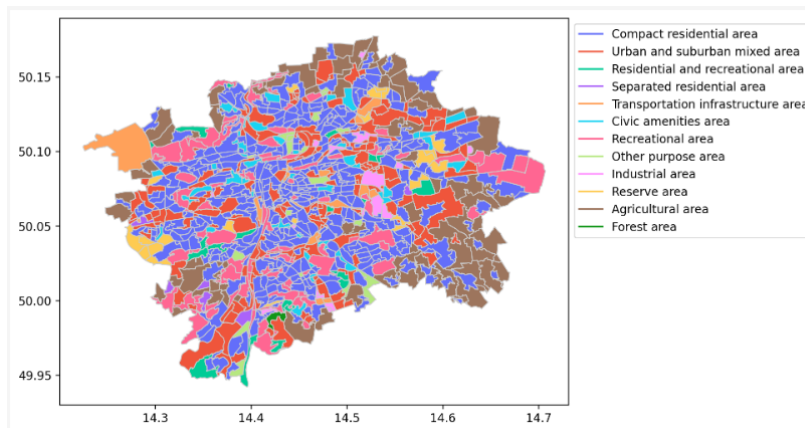 50.15
50.10
50.05
50.00
49.95
14.3 14.4 14.5 14.6 14.7
Compact residential area
Urban and suburban mixed area
Residential and recreational area
Separated residential area
Transportation infrastructure area
Civic amenities area
Recreational area
Other purpose area
Industrial area
Reserve area
Agricultural area
Forest area